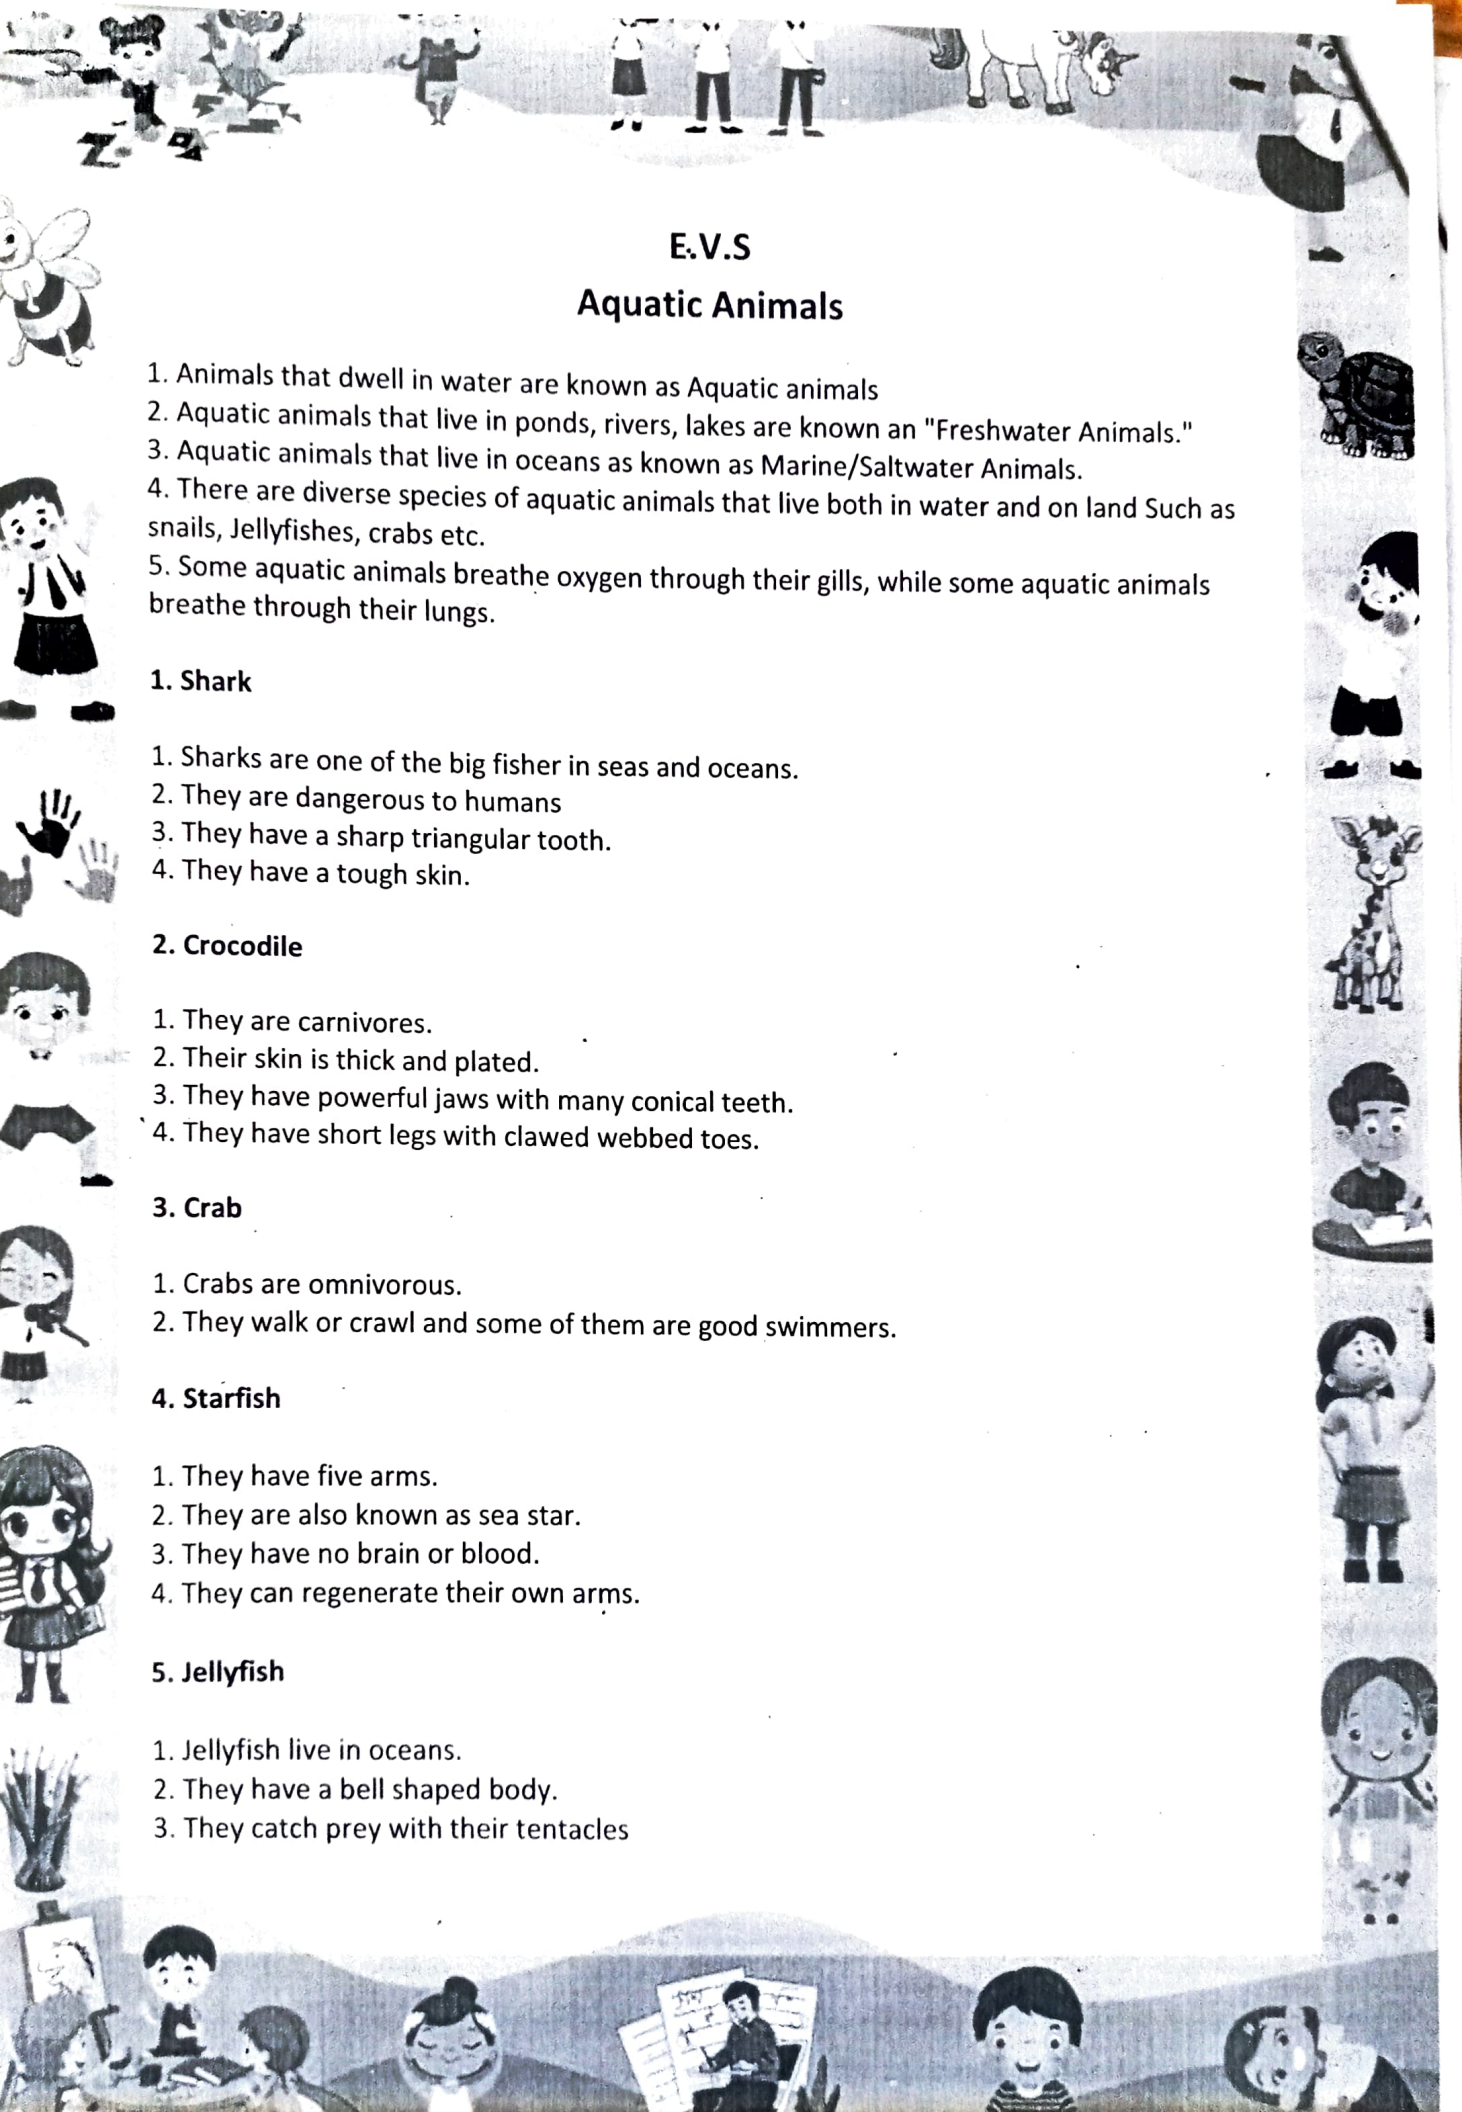 E.V.S
Aquatic Animals
1. Animals that dwell in water are known as Aquatic animals
2. Aquatic animals that live in ponds, rivers, lakes are known an "Freshwater Animals."
3. Aquatic animals that live in oceans as known as Marine/Saltwater Animals.
4. There are diverse species of aquatic animals that live both in water and on land Such as
snails, Jellyfishes, crabs etc.
5. Some aquatic animals breathe oxygen through their gills, while some aquatic animals
breathe through their lungs.
1. Shark
1. Sharks are one of the big fisher in seas and oceans.
2. They are dangerous to humans
3. They have a sharp triangular tooth.
4. They have a tough skin.
2. Crocodile
1. They are carnivores.
2. Their skin is thick and plated.
3. They have powerful jaws with many conical teeth.
4. They have short legs with clawed webbed toes.
3. Crab
1. Crabs are omnivorous.
2. They walk or crawl and some of them are good swimmers.
4. Starfish
1. They have five arms.
2. They are also known as sea star.
3. They have no brain or blood.
4. They can regenerate their own arms.
5. Jellyfish
1. Jellyfish live in oceans.
2. They have a bell shaped body.
3. They catch prey with their tentacles